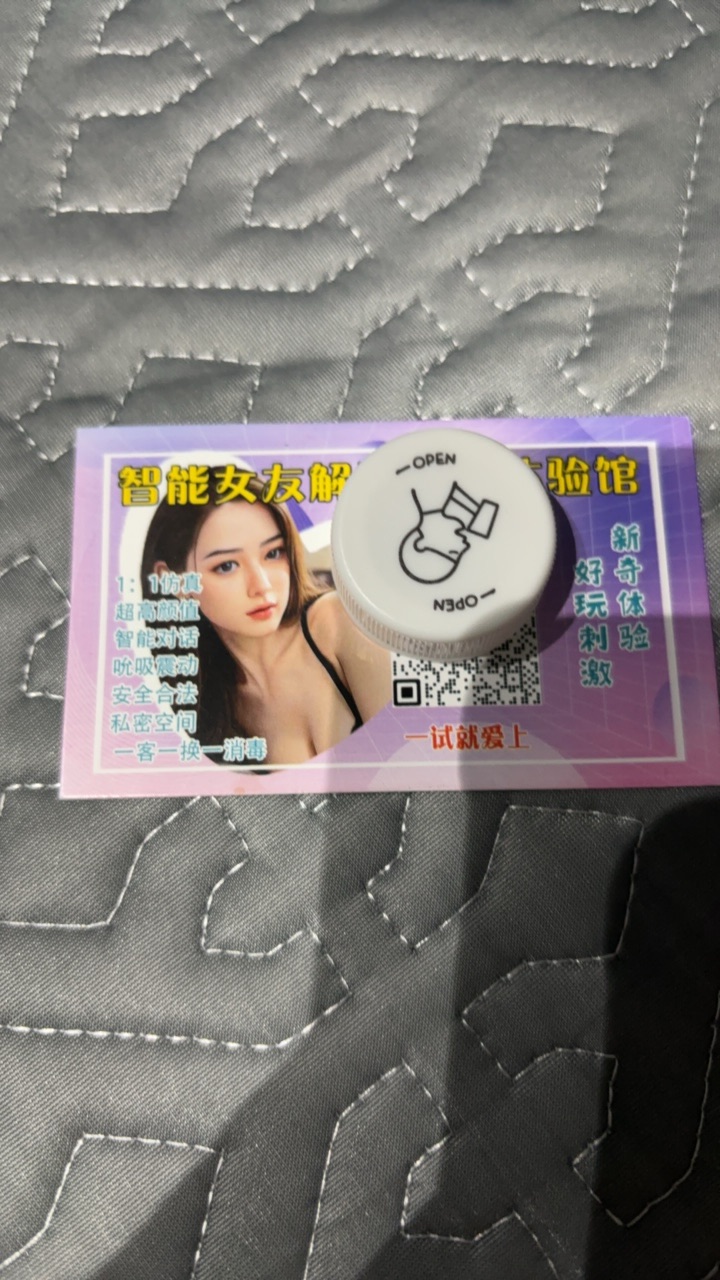 智能女友解
验馆
1：1仿真
超高颜值
智能对话
吮吸震动
安全合法
私密空间
一客一换一消毒
OPEN
OPEN
新奇体验
好玩刺激
一试就爱上